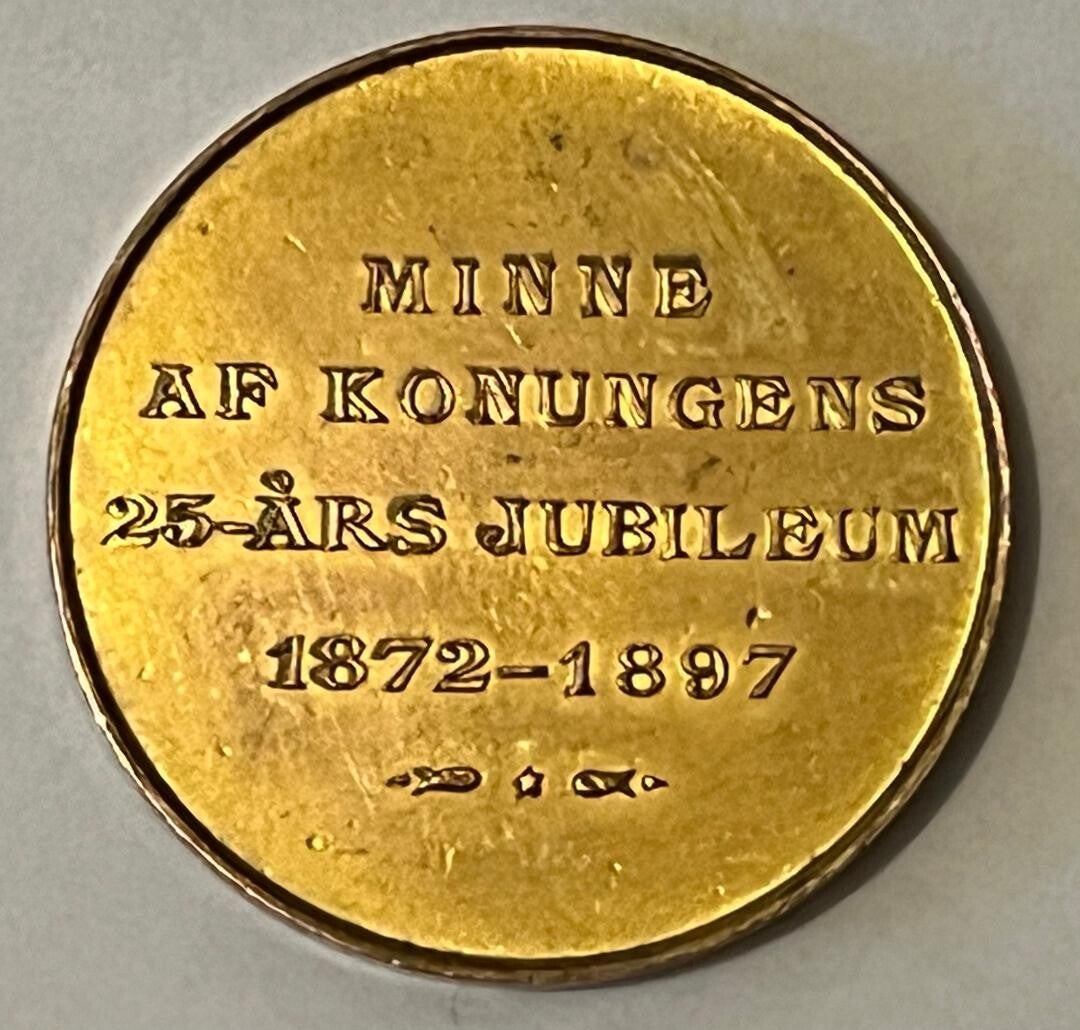 MINNE
AF KONUNGENS
25-ÅRS JUBILEUM
1872-1897